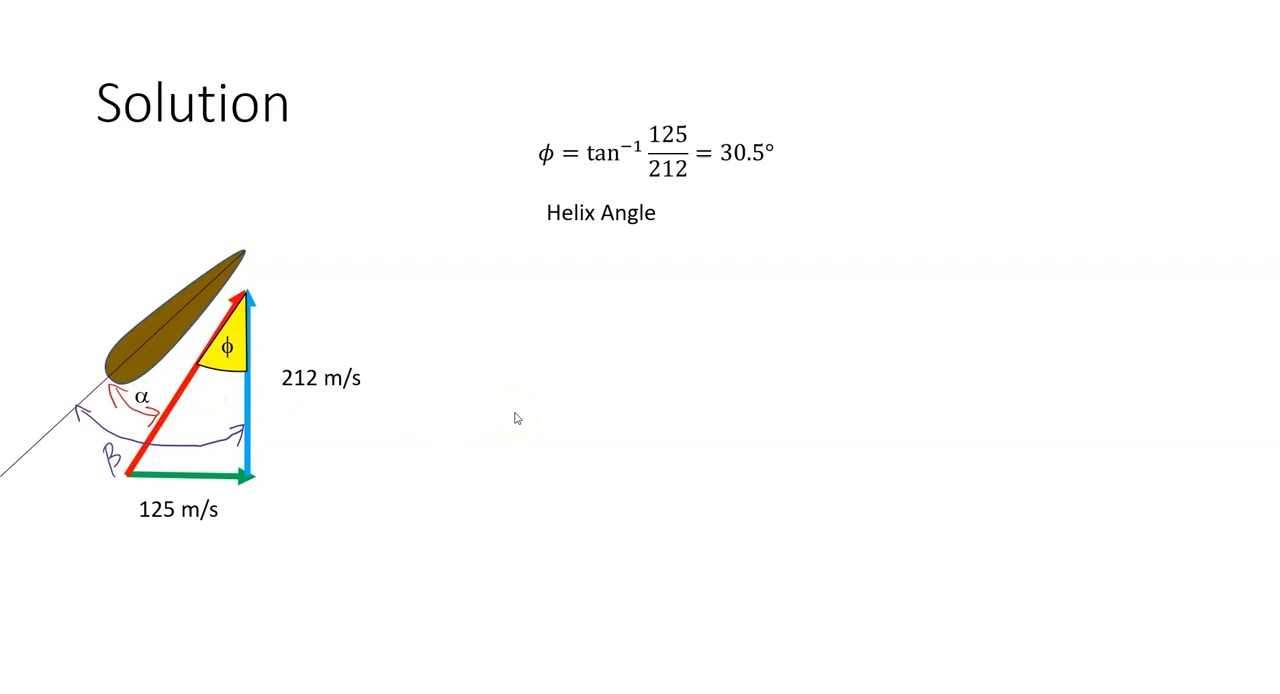 Solution
ϕ = tan⁻¹ 125/212 = 30.5°
Helix Angle
ϕ
α
212 m/s
β
125 m/s